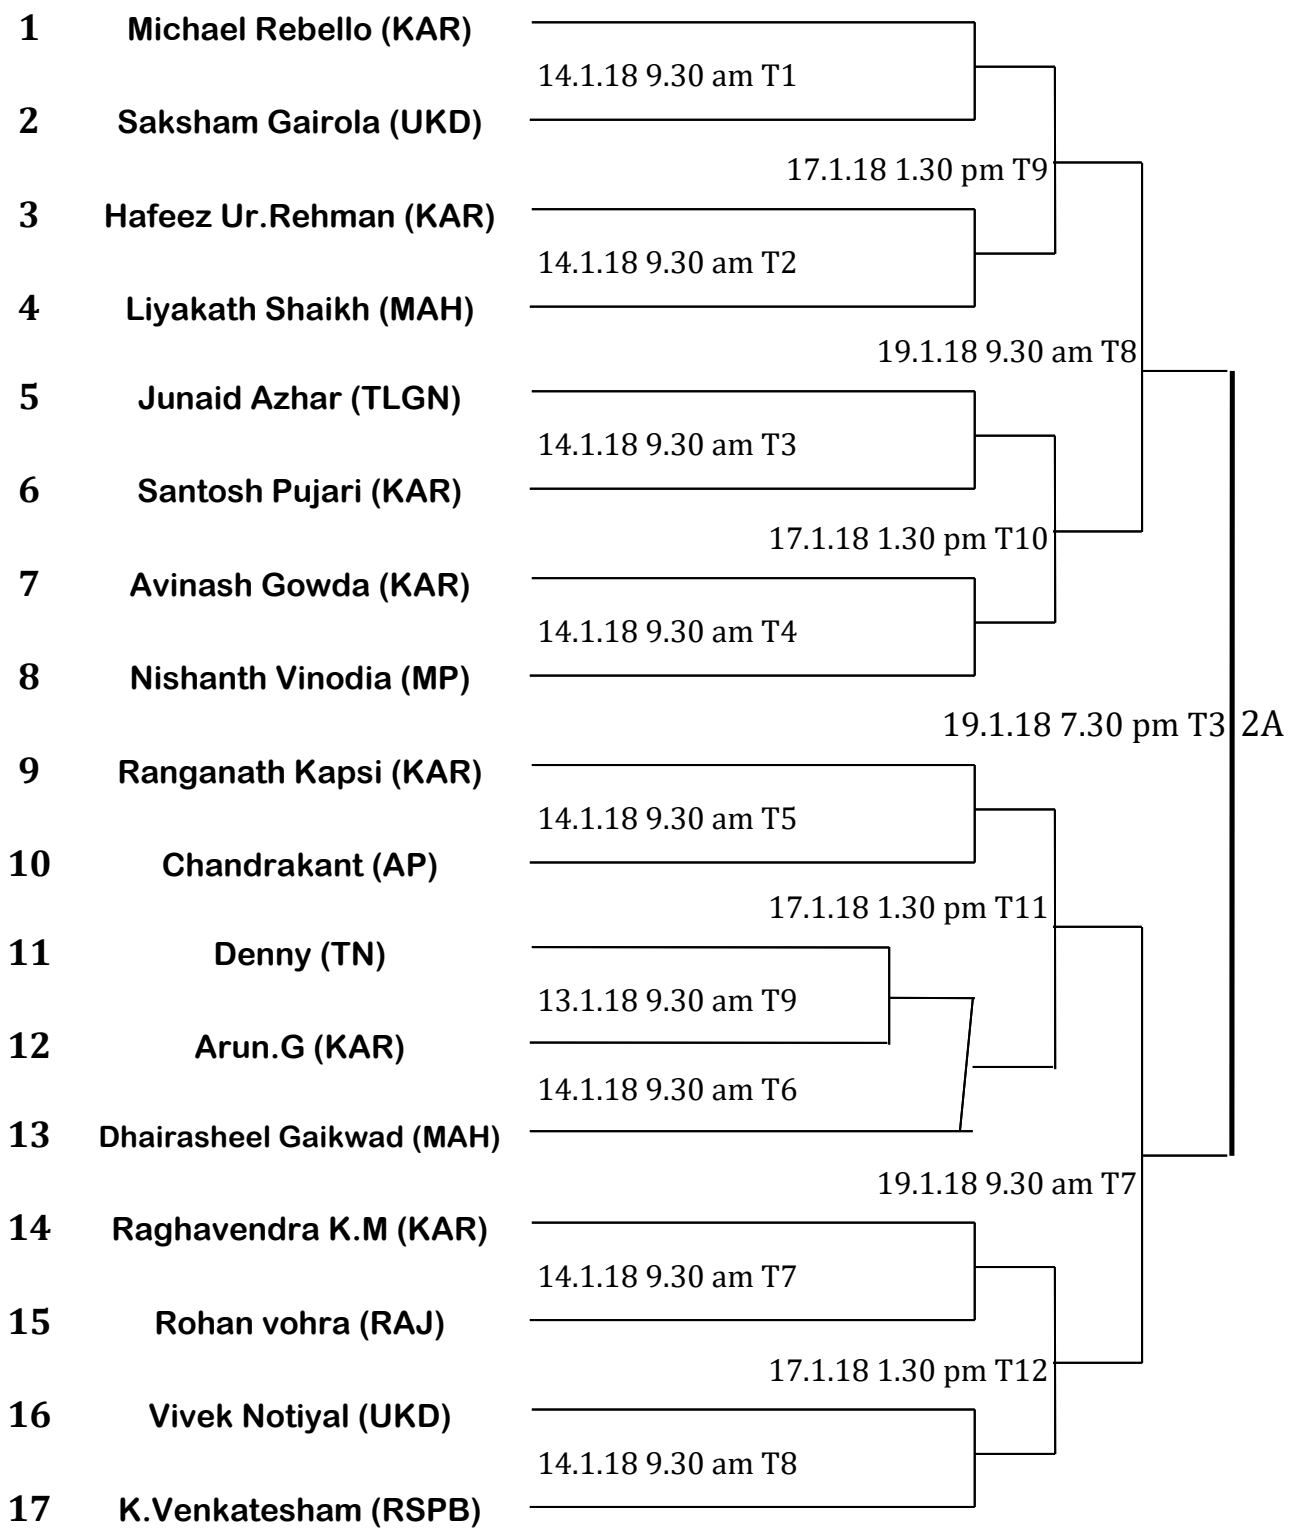 1 Michael Rebello (KAR)
14.1.18 9.30 am T1
2 Saksham Gairola (UKD)
17.1.18 1.30 pm T9
3 Hafeez Ur.Rehman (KAR)
14.1.18 9.30 am T2
4 Liyakath Shaikh (MAH)
19.1.18 9.30 am T8
5 Junaid Azhar (TLGN)
14.1.18 9.30 am T3
6 Santosh Pujari (KAR)
17.1.18 1.30 pm T10
7 Avinash Gowda (KAR)
14.1.18 9.30 am T4
8 Nishanth Vinodia (MP)
19.1.18 7.30 pm T3 2A
9 Ranganath Kapsi (KAR)
14.1.18 9.30 am T5
10 Chandrakant (AP)
17.1.18 1.30 pm T11
11 Denny (TN)
13.1.18 9.30 am T9
12 Arun.G (KAR)
14.1.18 9.30 am T6
13 Dhairasheel Gaikwad (MAH)
19.1.18 9.30 am T7
14 Raghavendra K.M (KAR)
14.1.18 9.30 am T7
15 Rohan vohra (RAJ)
17.1.18 1.30 pm T12
16 Vivek Notiyal (UKD)
14.1.18 9.30 am T8
17 K.Venkatesham (RSPB)